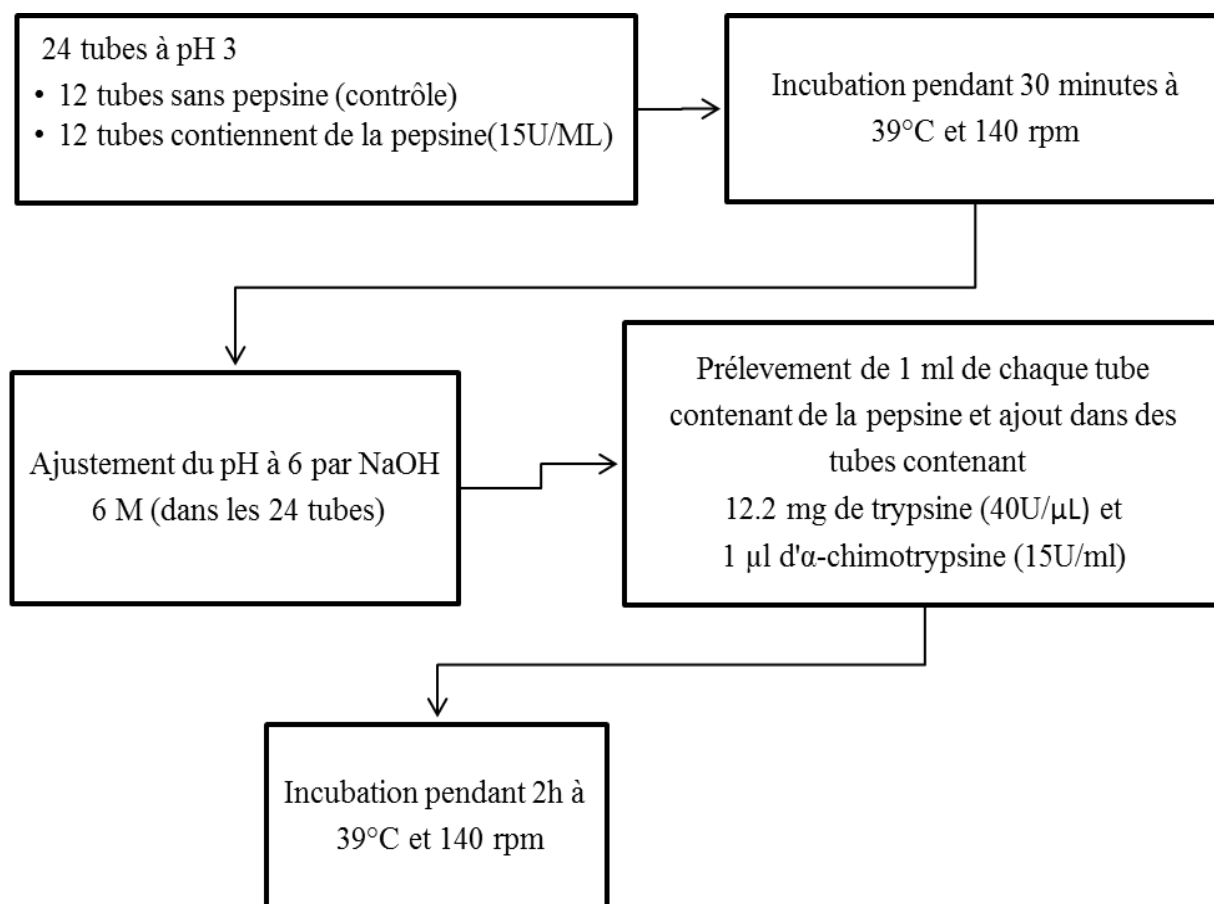 24 tubes à pH 3
• 12 tubes sans pepsine (contrôle)
• 12 tubes contiennent de la pepsine(15U/ML)
Incubation pendant 30 minutes à
39°C et 140 rpm
Ajustement du pH à 6 par NaOH
6 M (dans les 24 tubes)
Prélevement de 1 ml de chaque tube
contenant de la pepsine et ajout dans des
tubes contenant
12.2 mg de trypsine (40U/μL) et
1 µl d'α-chimotrypsine (15U/ml)
Incubation pendant 2h à
39°C et 140 rpm